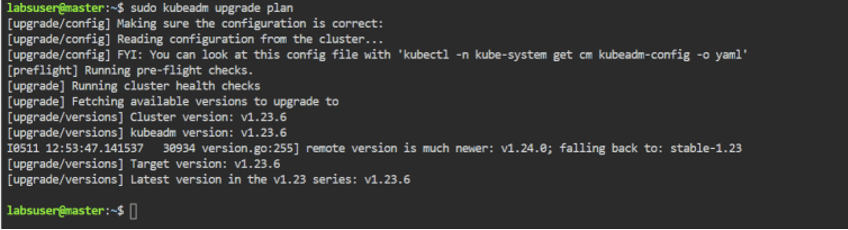 labsuser@master:~$ sudo kubeadm upgrade plan
[upgrade/config] Making sure the configuration is correct:
[upgrade/config] Reading configuration from the cluster...
[upgrade/config] FYI: You can look at this config file with 'kubectl -n kube-system get cm kubeadm-config -o yaml'
[preflight] Running pre-flight checks.
[upgrade] Running cluster health checks
[upgrade] Fetching available versions to upgrade to
[upgrade/versions] Cluster version: v1.23.6
[upgrade/versions] kubeadm version: v1.23.6
I0511 12:53:47.141537   30934 version.go:255] remote version is much newer: v1.24.0; falling back to: stable-1.23
[upgrade/versions] Target version: v1.23.6
[upgrade/versions] Latest version in the v1.23 series: v1.23.6
labsuser@master:~$